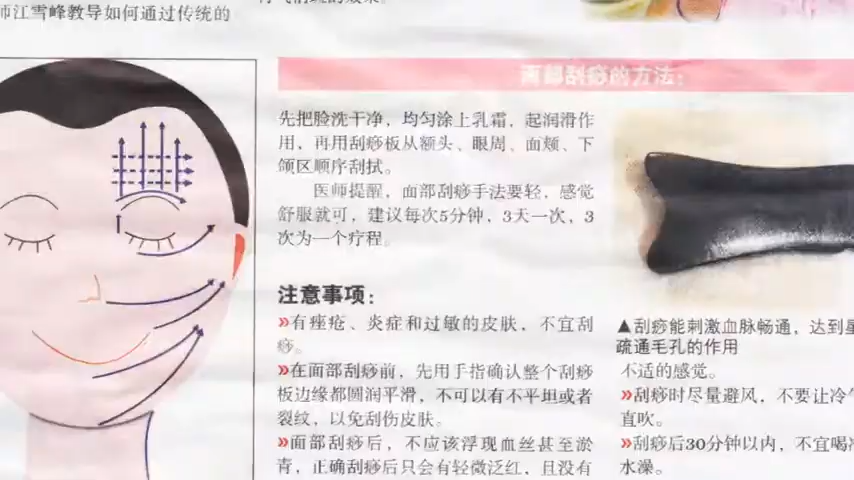 师江雪峰教导如何通过传统的
面部刮痧的方法:
先把脸洗干净，均匀涂上乳霜，起润滑作
用，再用刮痧板从额头、眼周、面颊、下
颌区顺序刮拭。
医师提醒，面部刮痧手法要轻，感觉
舒服就可，建议每次5分钟，3天一次，3
次为一个疗程。
注意事项:
»有痤疮、炎症和过敏的皮肤，不宜刮
痧。
»在面部刮痧前，先用手指确认整个刮痧
板边缘都圆润平滑，不可以有不平坦或者
裂纹，以免刮伤皮肤。
»面部刮痧后，不应该浮现血丝甚至淤
青，正确刮痧后只会有轻微泛红，且没有
▲刮痧能刺激血脉畅通，达到
疏通毛孔的作用
不适的感觉。
»刮痧时尽量避风，不要让冷
直吹。
»刮痧后30分钟以内，不宜喝
水澡。